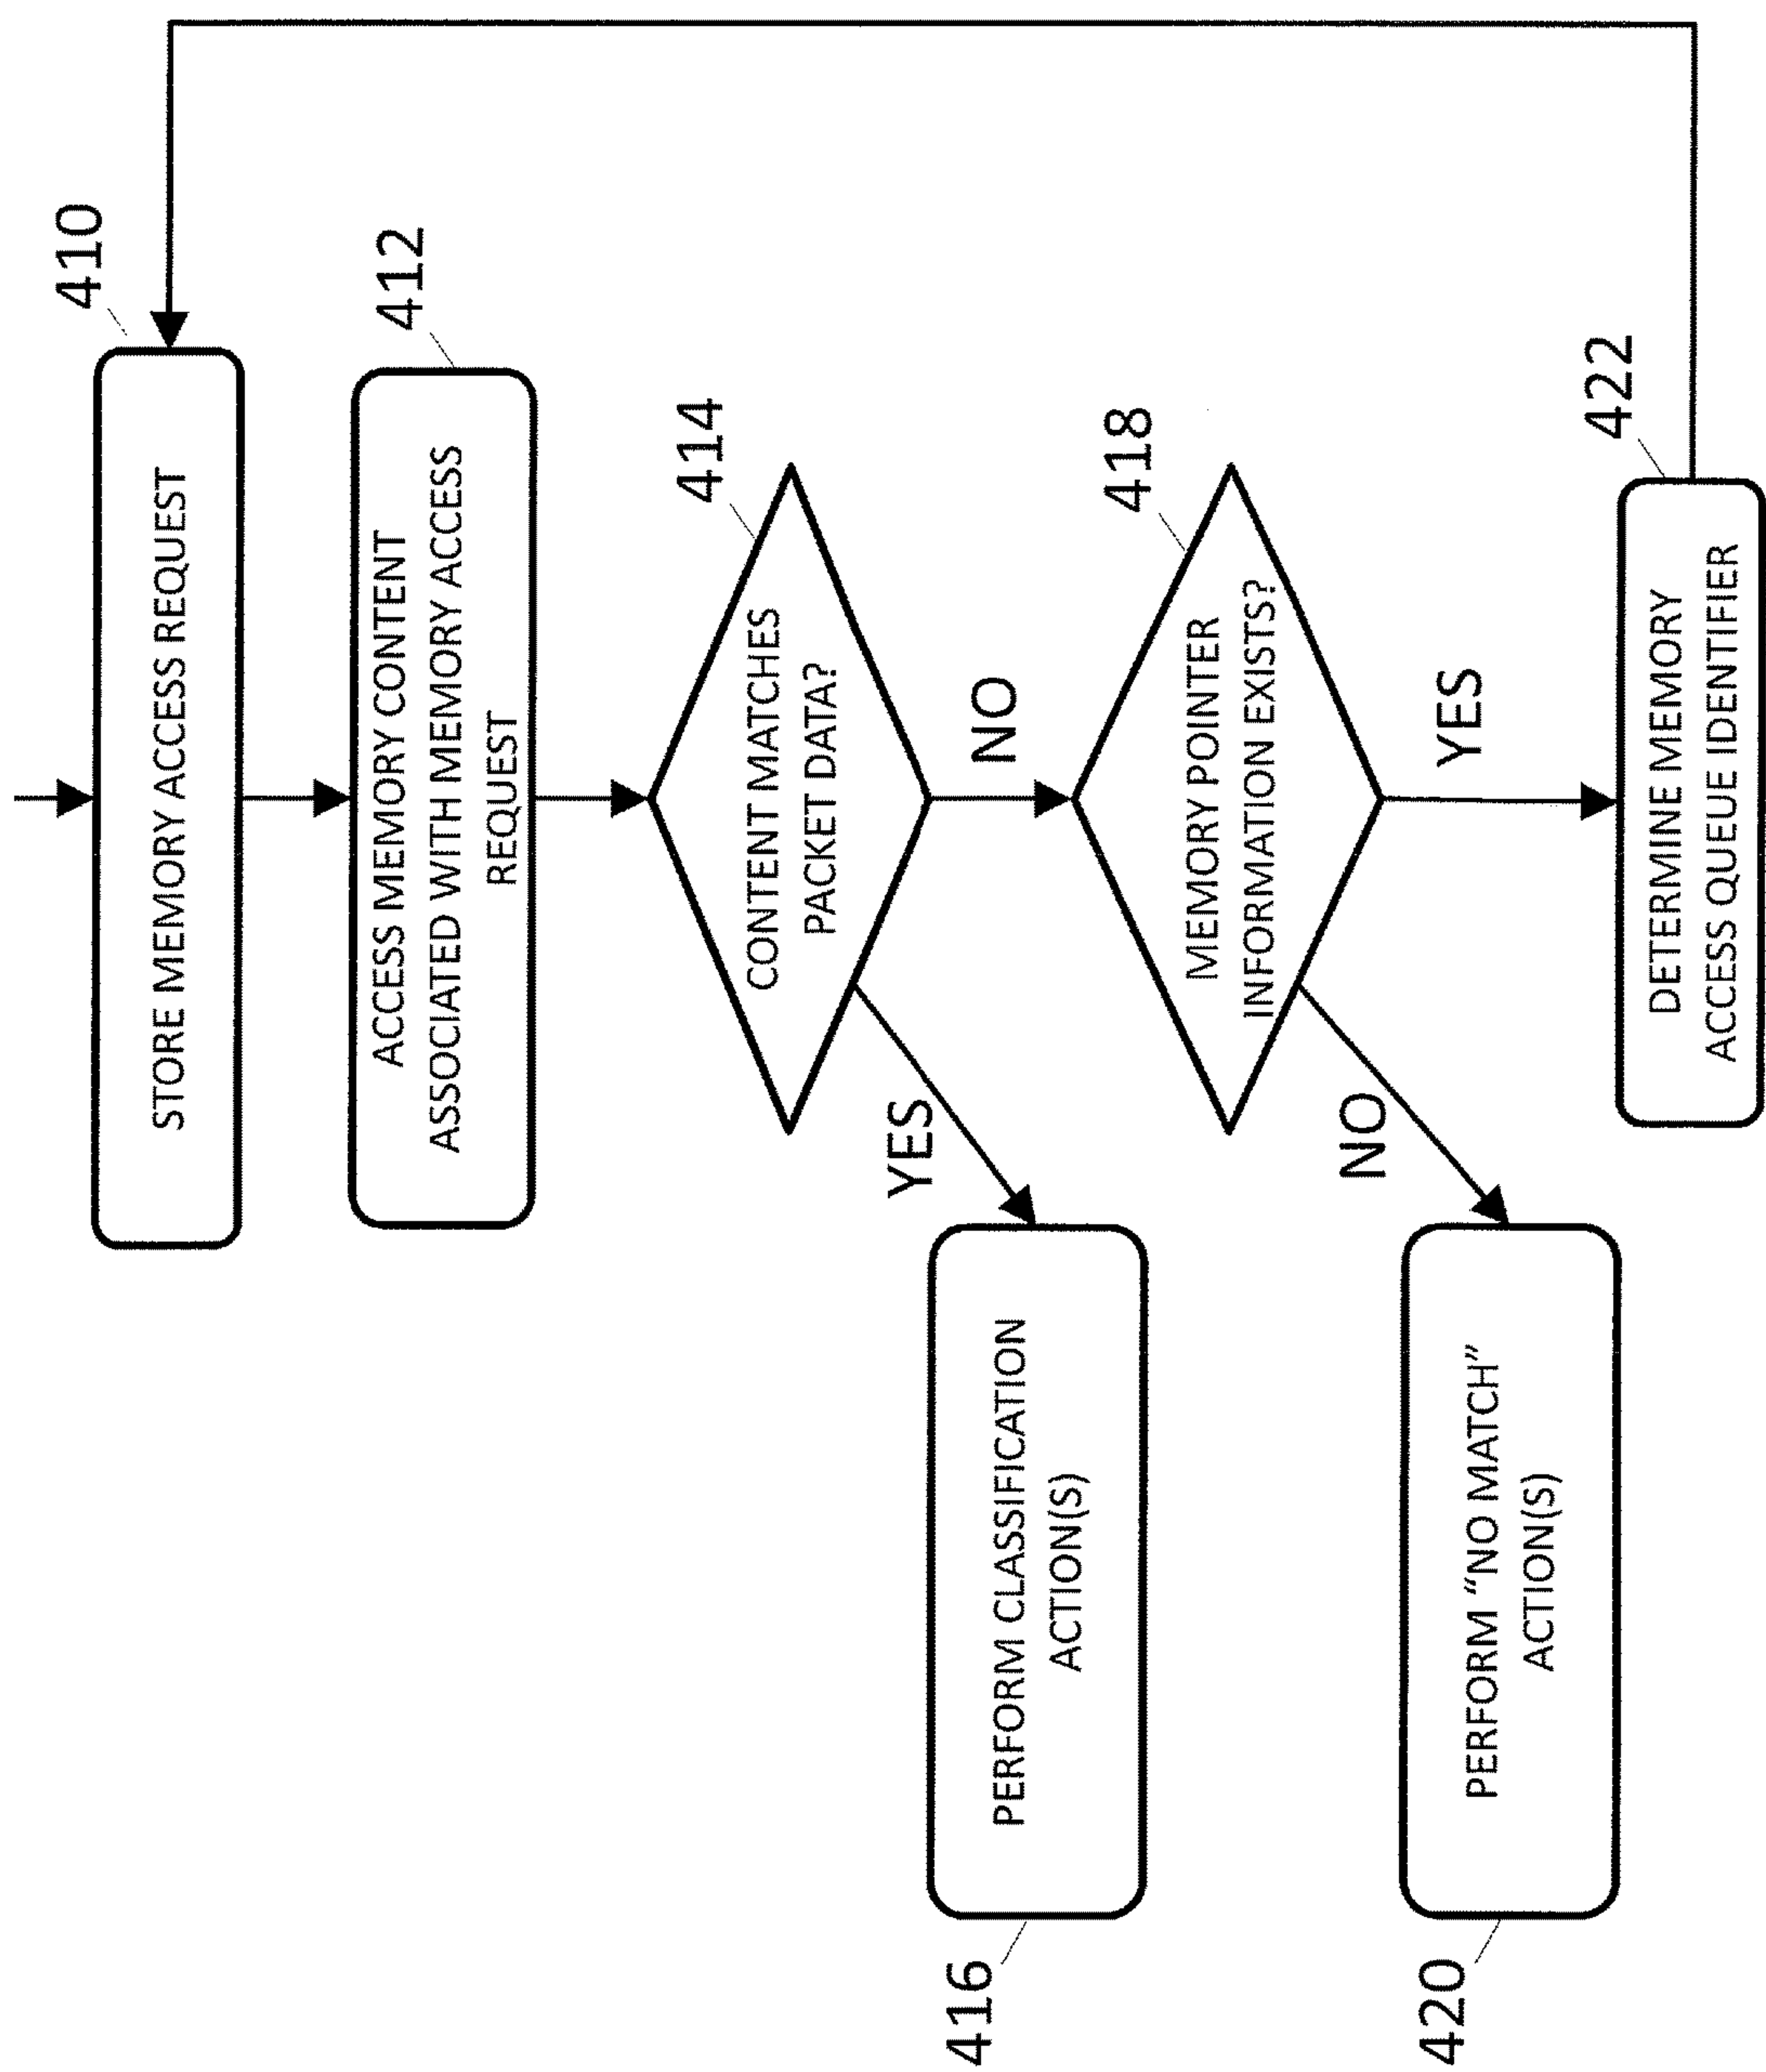 410
STORE MEMORY ACCESS REQUEST
412
ACCESS MEMORY CONTENT
ASSOCIATED WITH MEMORY ACCESS
REQUEST
414
CONTENT MATCHES
PACKET DATA?
YES
NO
416
PERFORM CLASSIFICATION
ACTION(S)
418
MEMORY POINTER
INFORMATION EXISTS?
NO
YES
420
PERFORM “NO MATCH”
ACTION(S)
422
DETERMINE MEMORY
ACCESS QUEUE IDENTIFIER